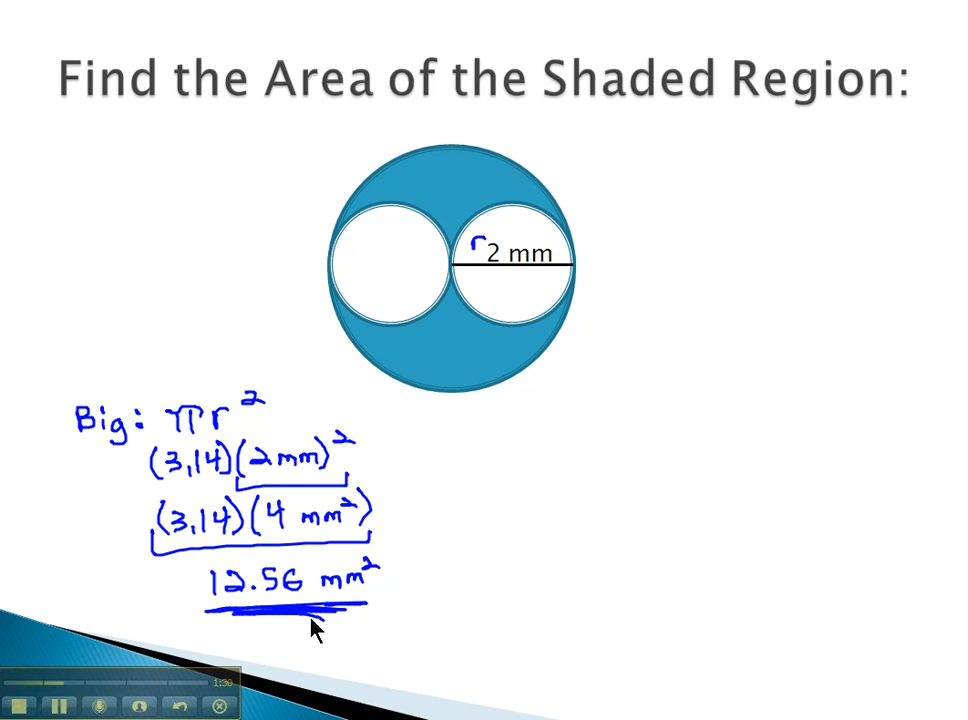 Find the Area of the Shaded Region:
r 2 mm
Big: πr²
(3,14)(2mm)²
(3,14)(4 mm²)
12.56 mm²
1:30